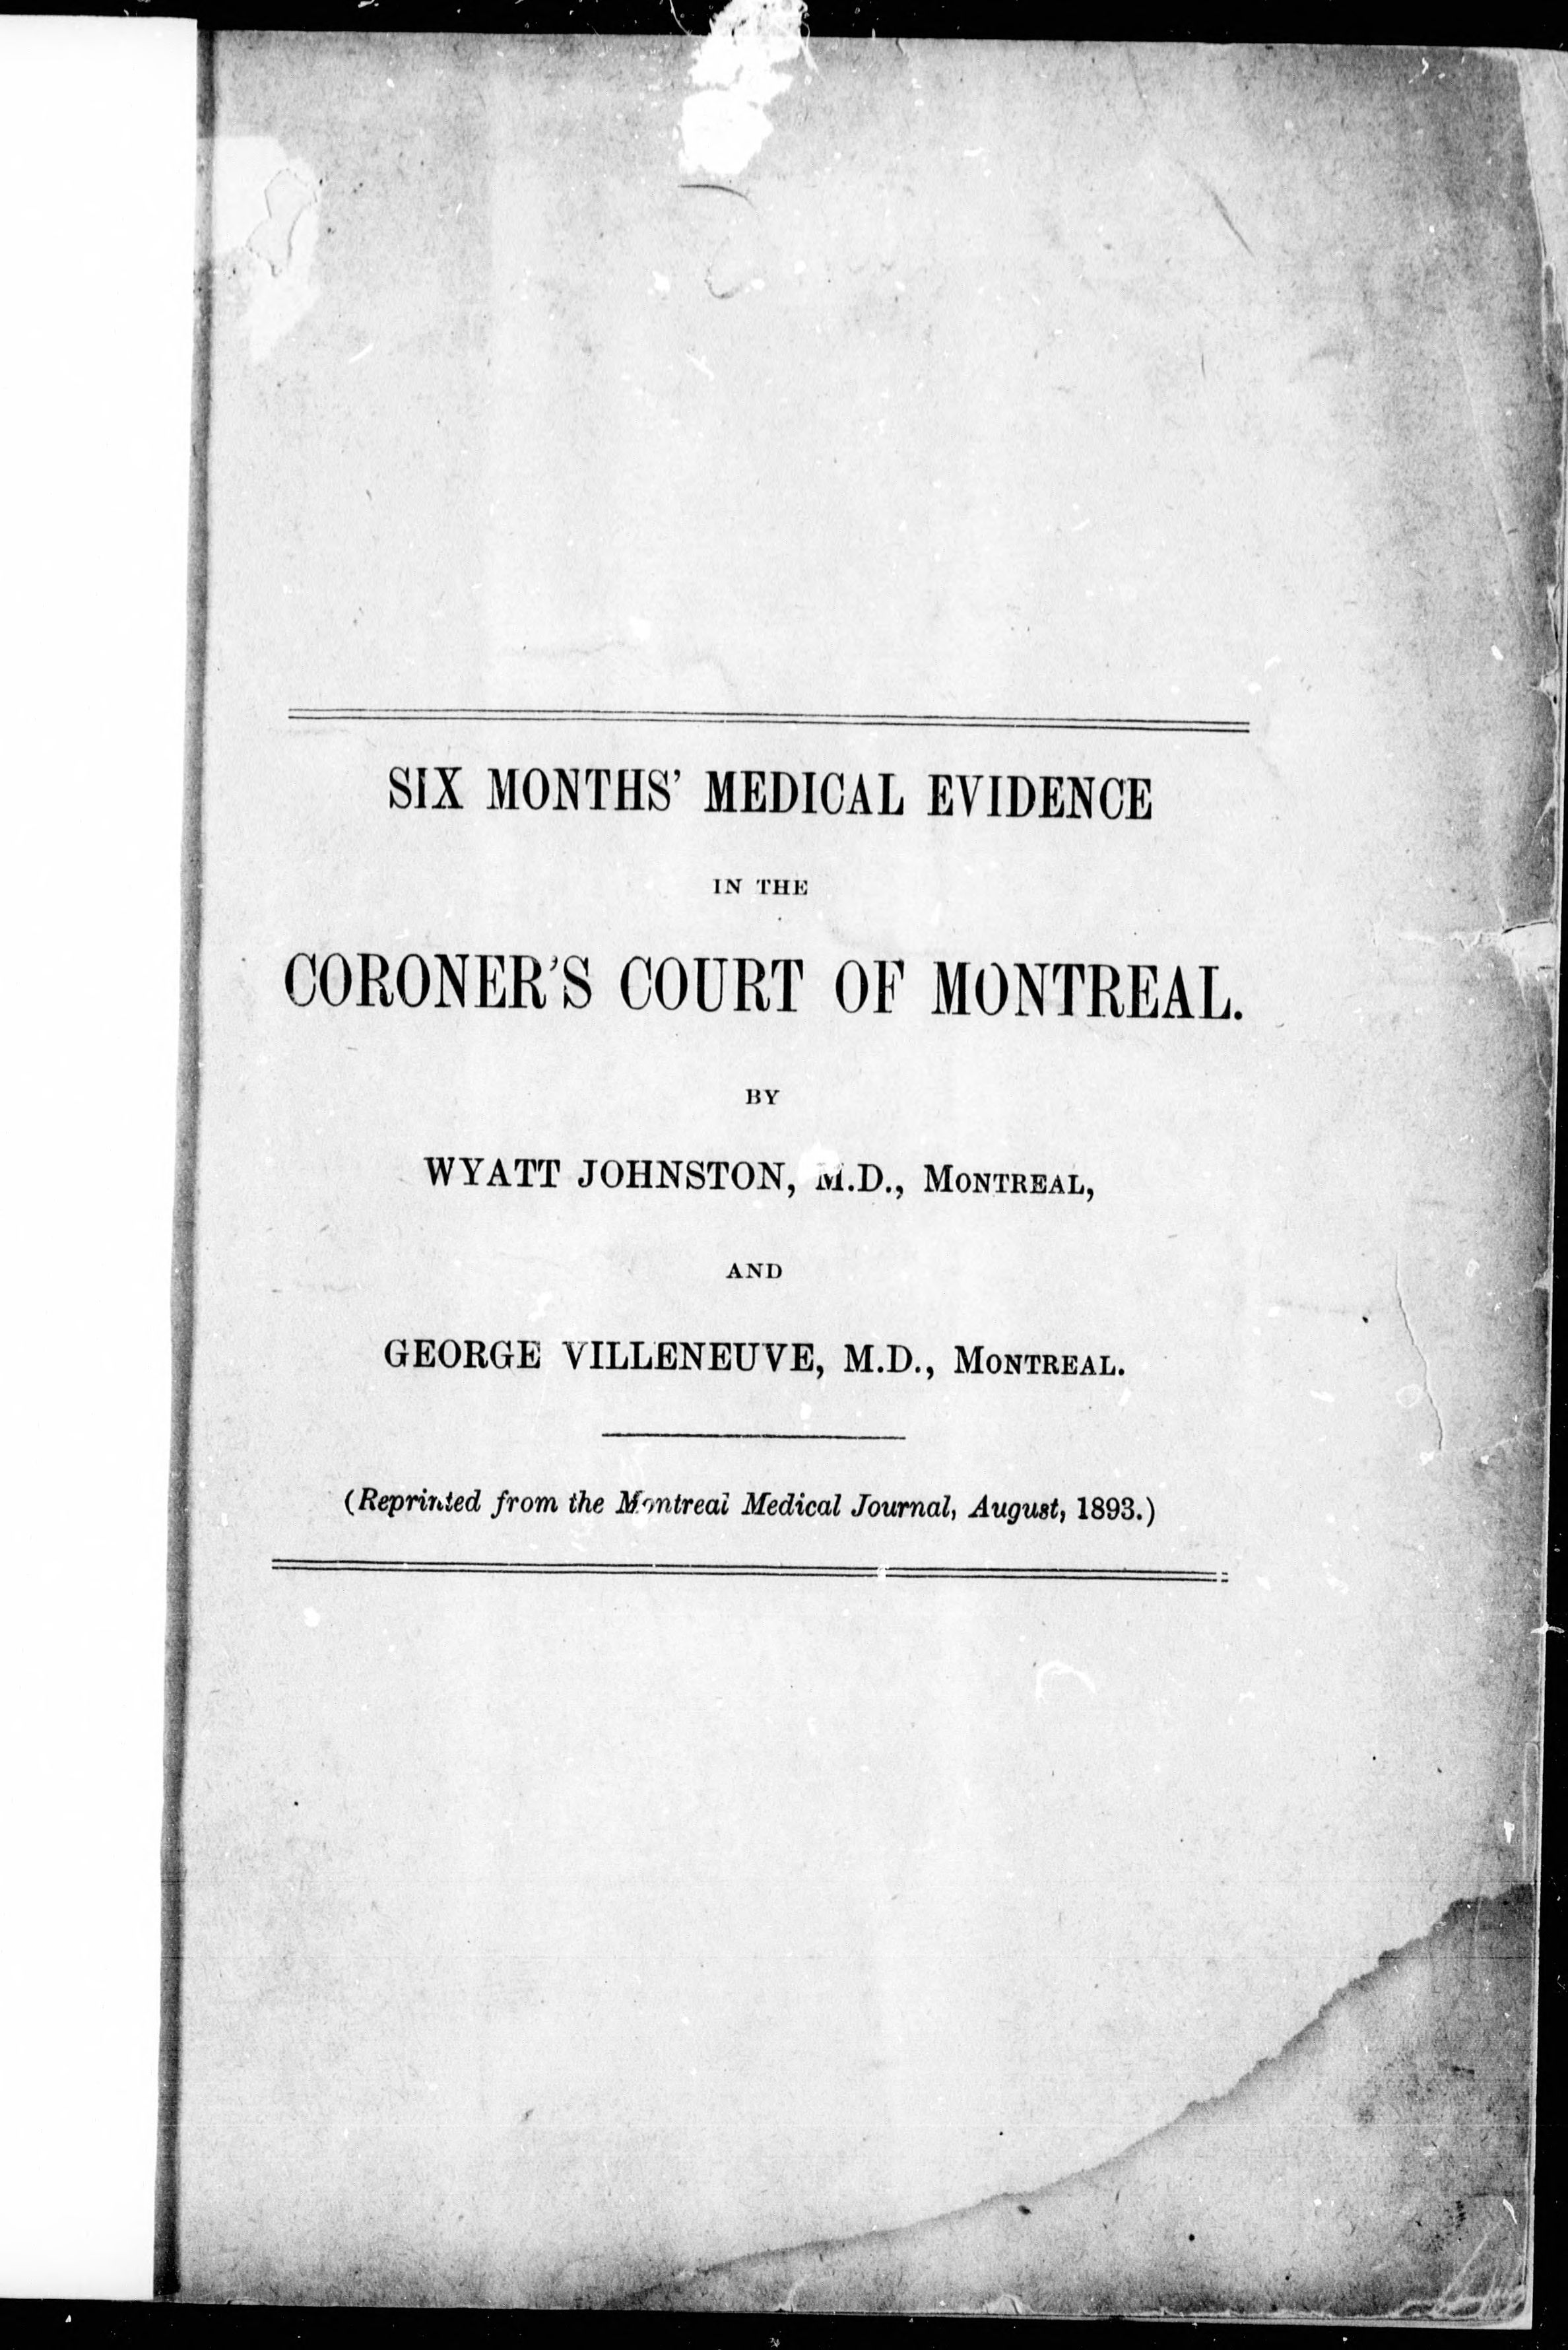 SIX MONTHS' MEDICAL EVIDENCE
IN THE
CORONER'S COURT OF MONTREAL.
BY
WYATT JOHNSTON, M.D., MONTREAL,
AND
GEORGE VILLENEUVE, M.D., MONTREAL.
(Reprinted from the Montreal Medical Journal, August, 1893.)